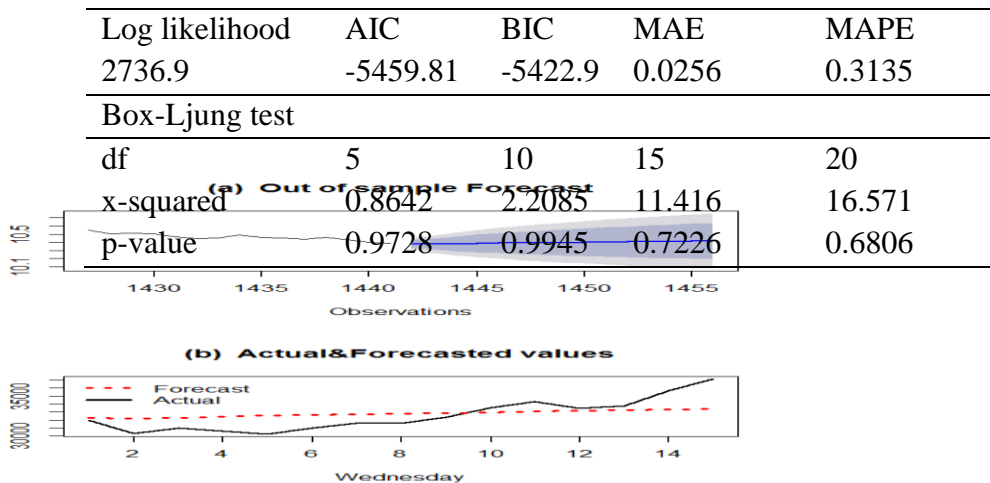 Log likelihood AIC BIC MAE MAPE
2736.9 -5459.81 -5422.9 0.0256 0.3135
Box-Ljung test
df 5 10 15 20
(a) Out of sample Forecast
x-squared 0.8642 2.2085 11.416 16.571
p-value 0.9728 0.9945 0.7226 0.6806
10.5
10.1
1430 1435 1440 1445 1450 1455
Observations
(b) Actual&Forecasted values
35000
30000
Forecast
Actual
2 4 6 8 10 12 14
Wednesday